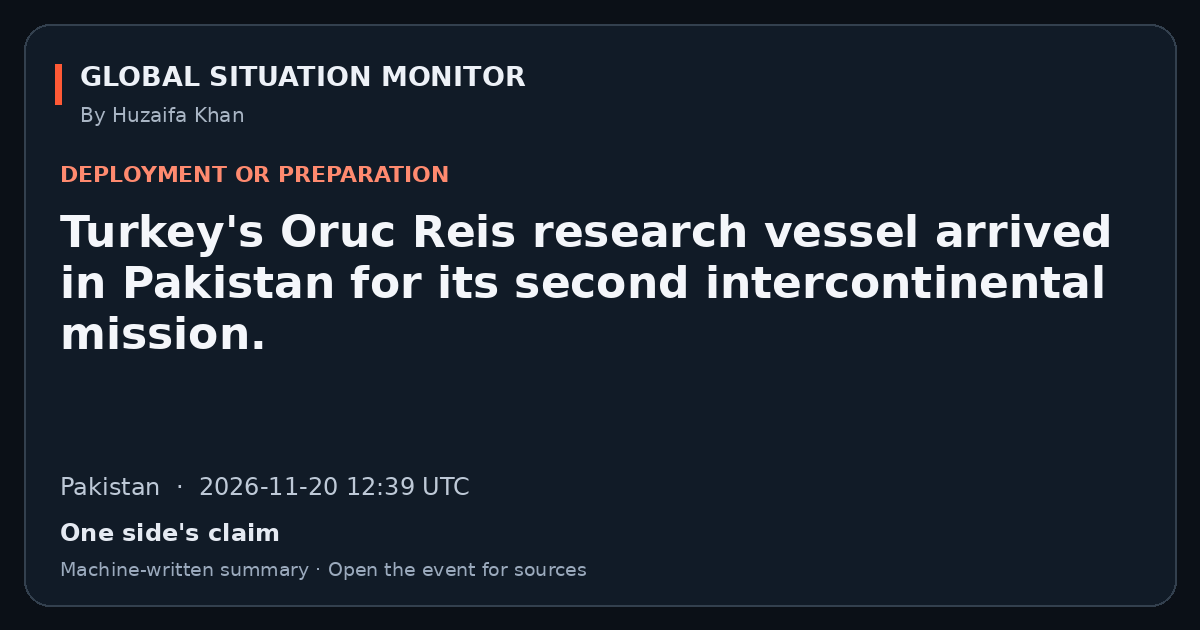 GLOBAL SITUATION MONITOR
By Huzaifa Khan
DEPLOYMENT OR PREPARATION
Turkey's Oruc Reis research vessel arrived
in Pakistan for its second intercontinental
mission.
Pakistan · 2026-11-20 12:39 UTC
One side's claim
Machine-written summary · Open the event for sources